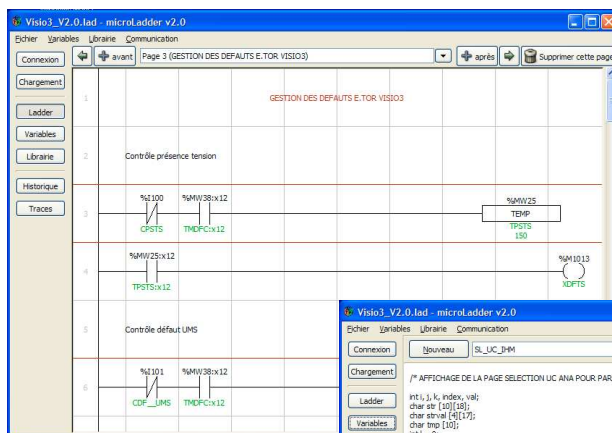 Visio3_V2.0.lad - microLadder v2.0
Fichier Variables Librairie Communication
Connexion
avant
Page 3 (GESTION DES DEFAUTS E.TOR VISIO3)
après
Supprimer cette page
Chargement
Ladder
Variables
Librairie
Historique
Traces
1
GESTION DES DEFAUTS E.TOR VISIO3
2
Contrôle présence tension
%I100 %MW38:x12 %MW25
3
TEMP
CPSTS TMDFC:x12 TPSTS
150
%MW25:x12 %M1013
4
TPSTS:x12 XDFTS
5
Contrôle défaut UMS
%I101 %MW38:x12
6
CDF__UMS TMDFC:x12
Visio3_V2.0.lad - microLadder v2.0
Fichier Variables Librairie Communication
Connexion
Nouveau
SL_UC_IHM
Chargement
Ladder
Variables
/* AFFICHAGE DE LA PAGE SELECTION UC ANA POUR PAR
int i, j, k, index, val;
char str [10][18];
char strval [4][17];
char tmp [10];